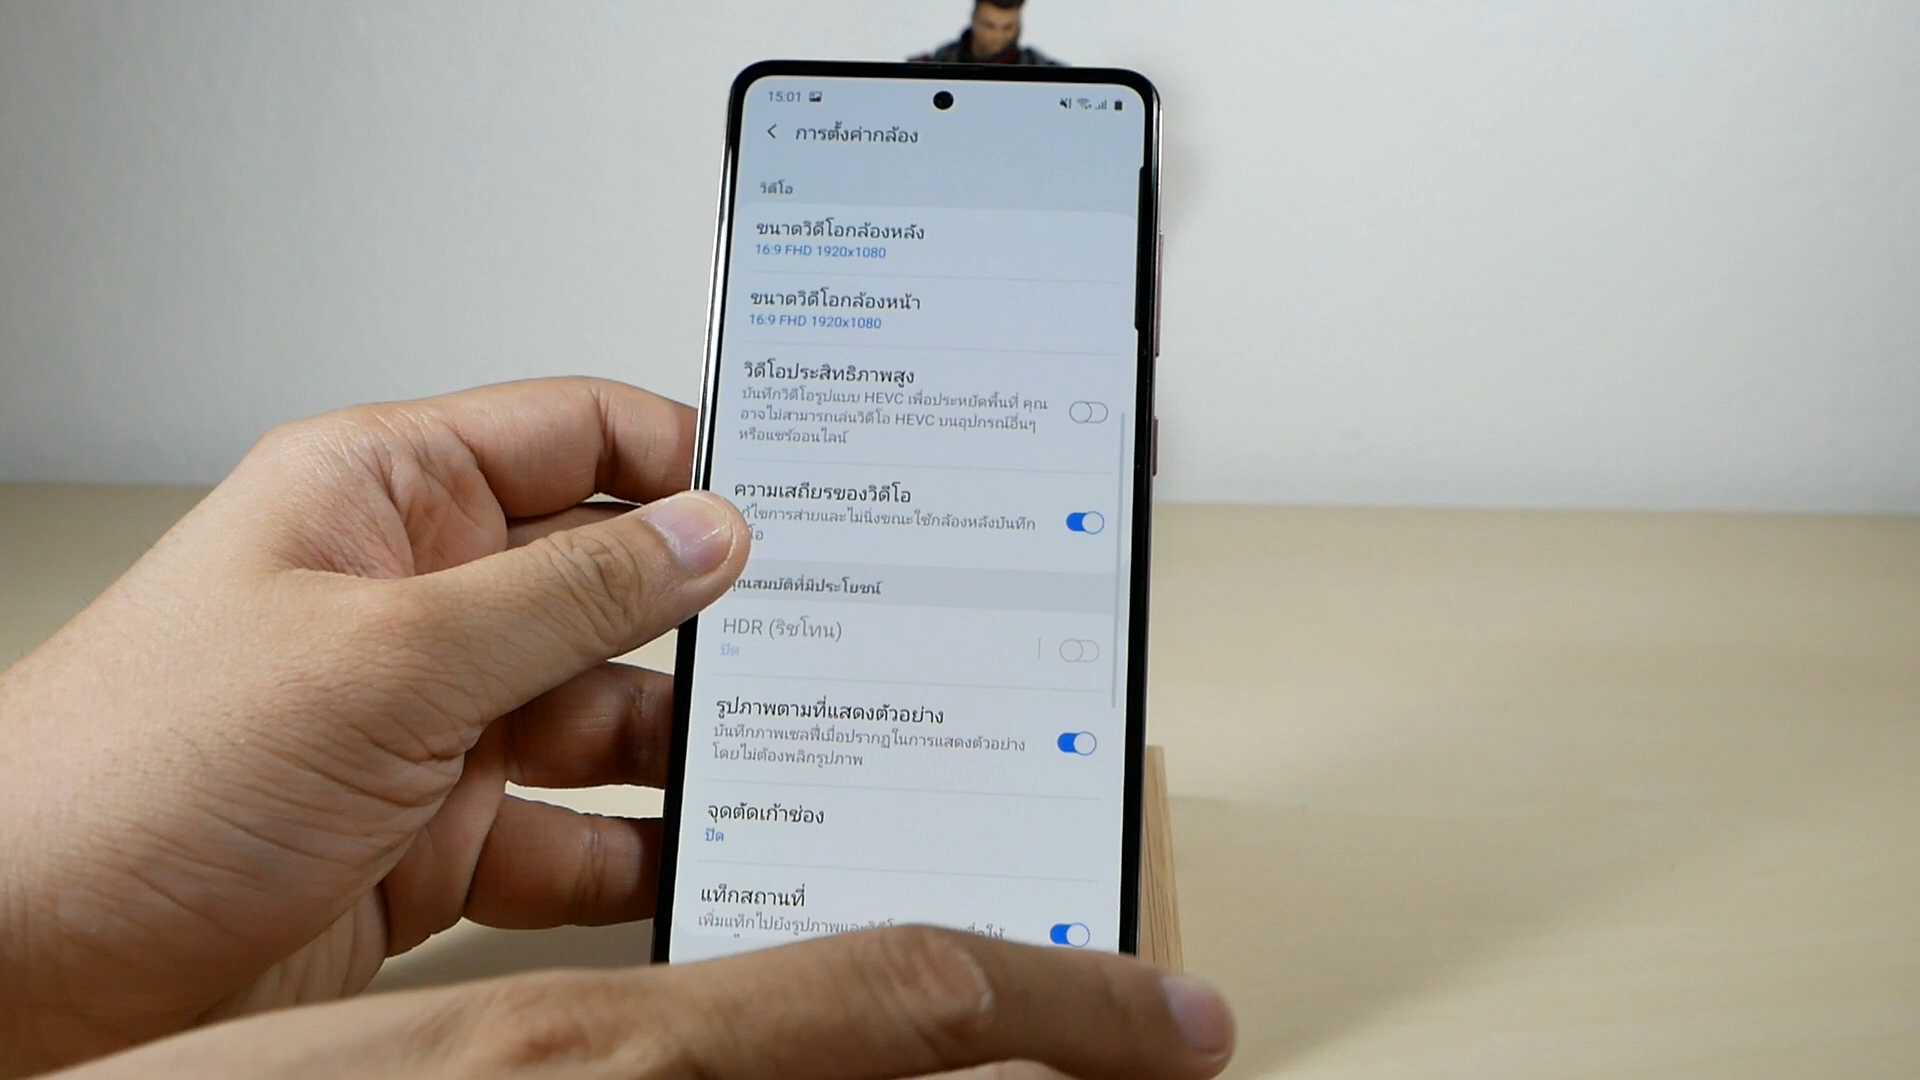 15:01
การตั้งค่ากล้อง
วิดีโอ
ขนาดวิดีโอกล้องหลัง
16:9 FHD 1920x1080
ขนาดวิดีโอกล้องหน้า
16:9 FHD 1920x1080
วิดีโอประสิทธิภาพสูง
บันทึกวิดีโอรูปแบบ HEVC เพื่อประหยัดพื้นที่ คุณ
อาจไม่สามารถเล่นวิดีโอ HEVC บนอุปกรณ์อื่นๆ
หรือแชร์ออนไลน์
ความเสถียรของวิดีโอ
ก้ไขการส่ายและไม่นิ่งขณะใช้กล้องหลังบันทึก
โอ
คุณสมบัติที่มีประโยชน์
HDR (ริชโทน)
ปิด
รูปภาพตามที่แสดงตัวอย่าง
บันทึกภาพเซลฟี่เมื่อปรากฏในการแสดงตัวอย่าง
โดยไม่ต้องพลิกรูปภาพ
จุดตัดเก้าช่อง
ปิด
แท็กสถานที่
เพิ่มแท็กไปยังรูปภาพและ